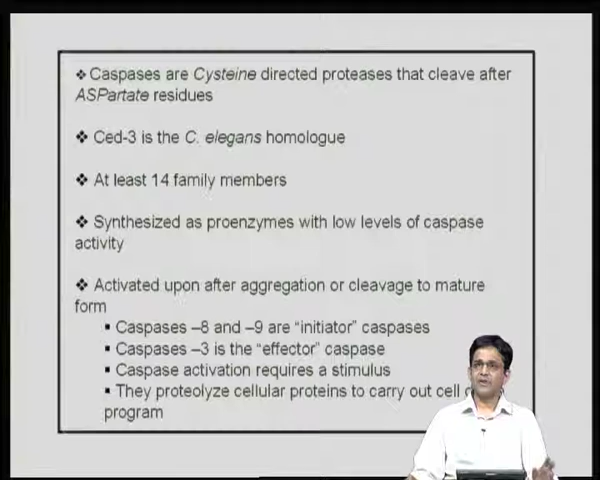 ❖ Caspases are Cysteine directed proteases that cleave after
ASPartate residues
❖ Ced-3 is the C. elegans homologue
❖ At least 14 family members
❖ Synthesized as proenzymes with low levels of caspase
activity
❖ Activated upon after aggregation or cleavage to mature
form
▪ Caspases –8 and –9 are “initiator” caspases
▪ Caspases –3 is the “effector” caspase
▪ Caspase activation requires a stimulus
▪ They proteolyze cellular proteins to carry out cell
program